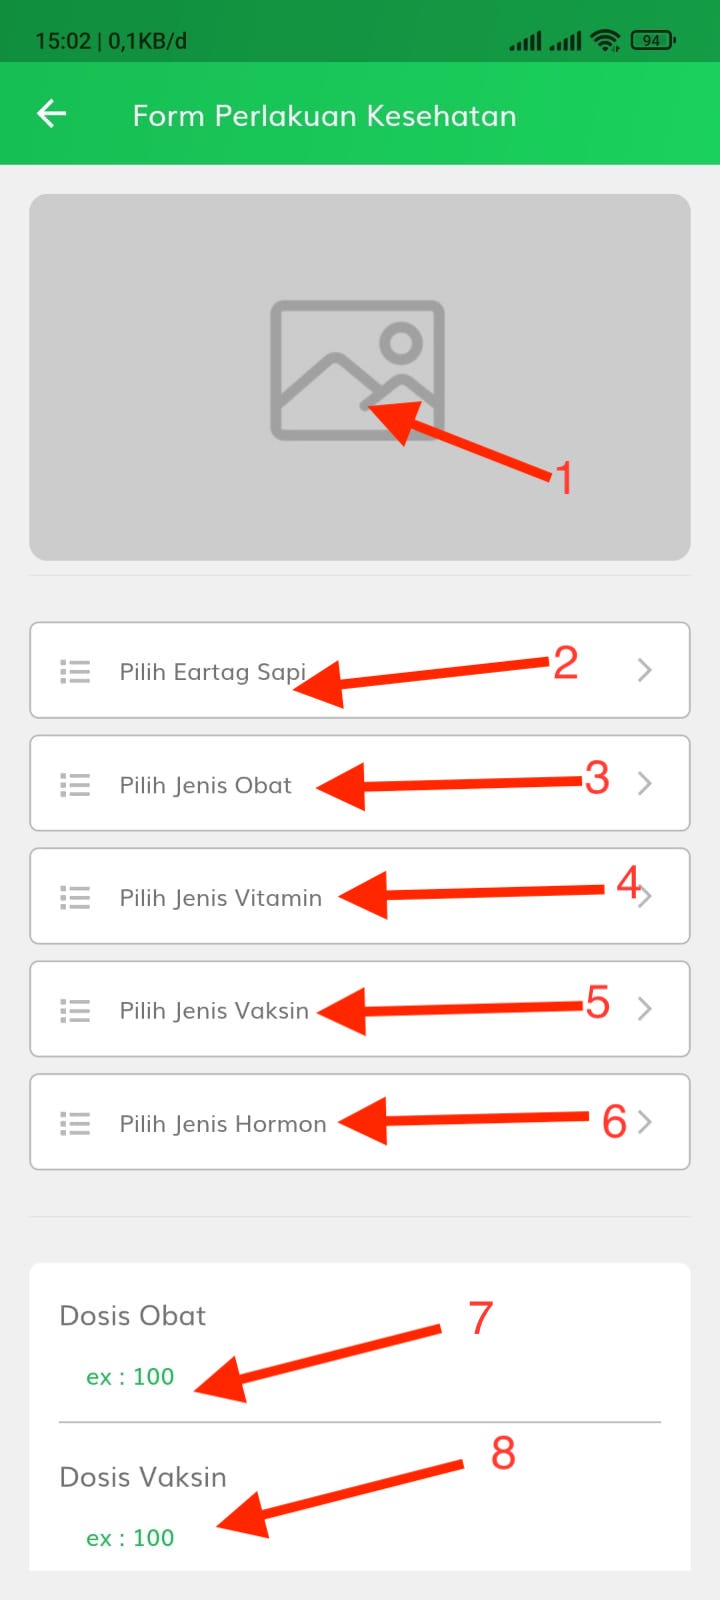 15:02 | 0,1KB/d
94
Form Perlakuan Kesehatan
1
Pilih Eartag Sapi
2
Pilih Jenis Obat
3
Pilih Jenis Vitamin
4
Pilih Jenis Vaksin
5
Pilih Jenis Hormon
6
Dosis Obat
7
ex : 100
Dosis Vaksin
8
ex : 100